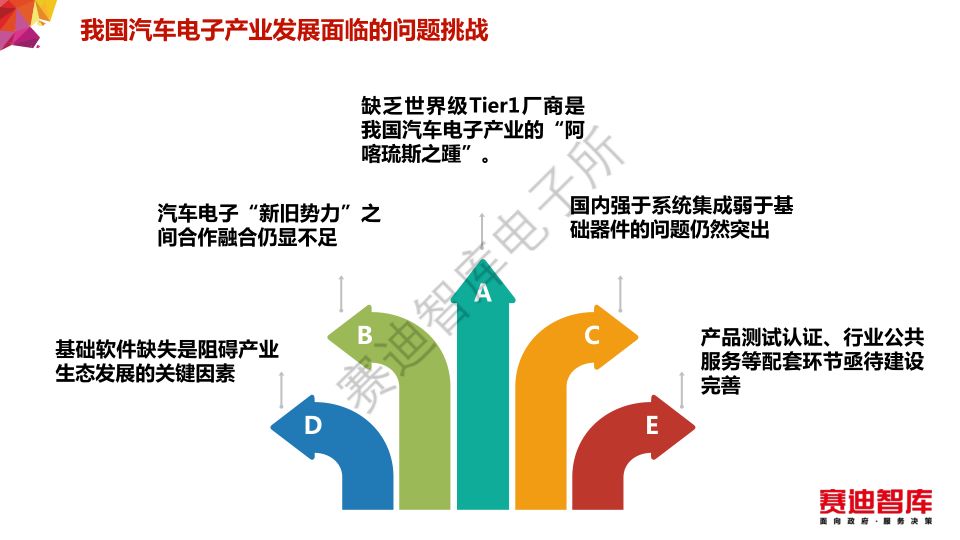 我国汽车电子产业发展面临的问题挑战
缺乏世界级Tier1厂商是
我国汽车电子产业的“阿
喀琉斯之踵”。
汽车电子“新旧势力”之
间合作融合仍显不足
国内强于系统集成弱于基
础器件的问题仍然突出
基础软件缺失是阻碍产业
生态发展的关键因素
产品测试认证、行业公共
服务等配套环节亟待建设
完善
A
B
C
D
E
赛迪智库电子所
赛迪智库
面向政府·服务决策